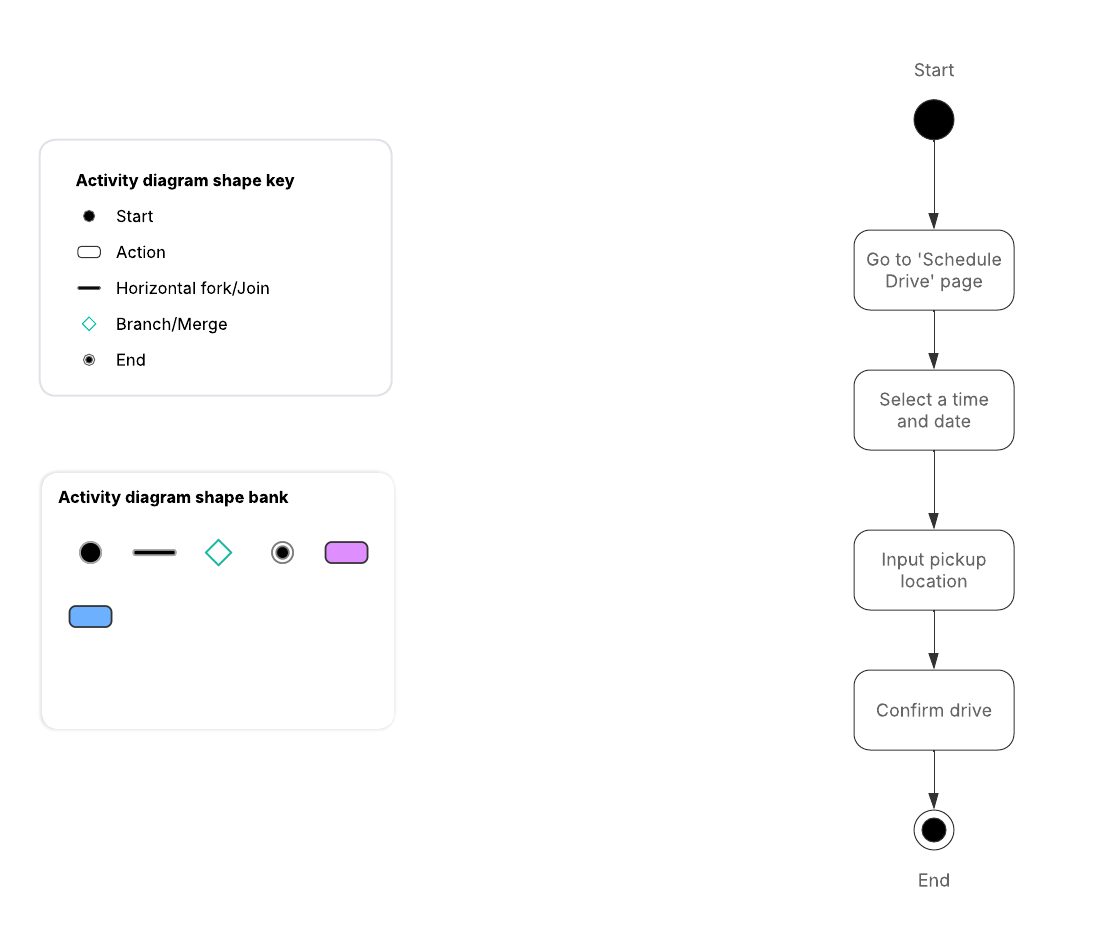 Activity diagram shape key
Start
Action
Horizontal fork/Join
Branch/Merge
End
Activity diagram shape bank
Start
Go to 'Schedule
Drive' page
Select a time
and date
Input pickup
location
Confirm drive
End